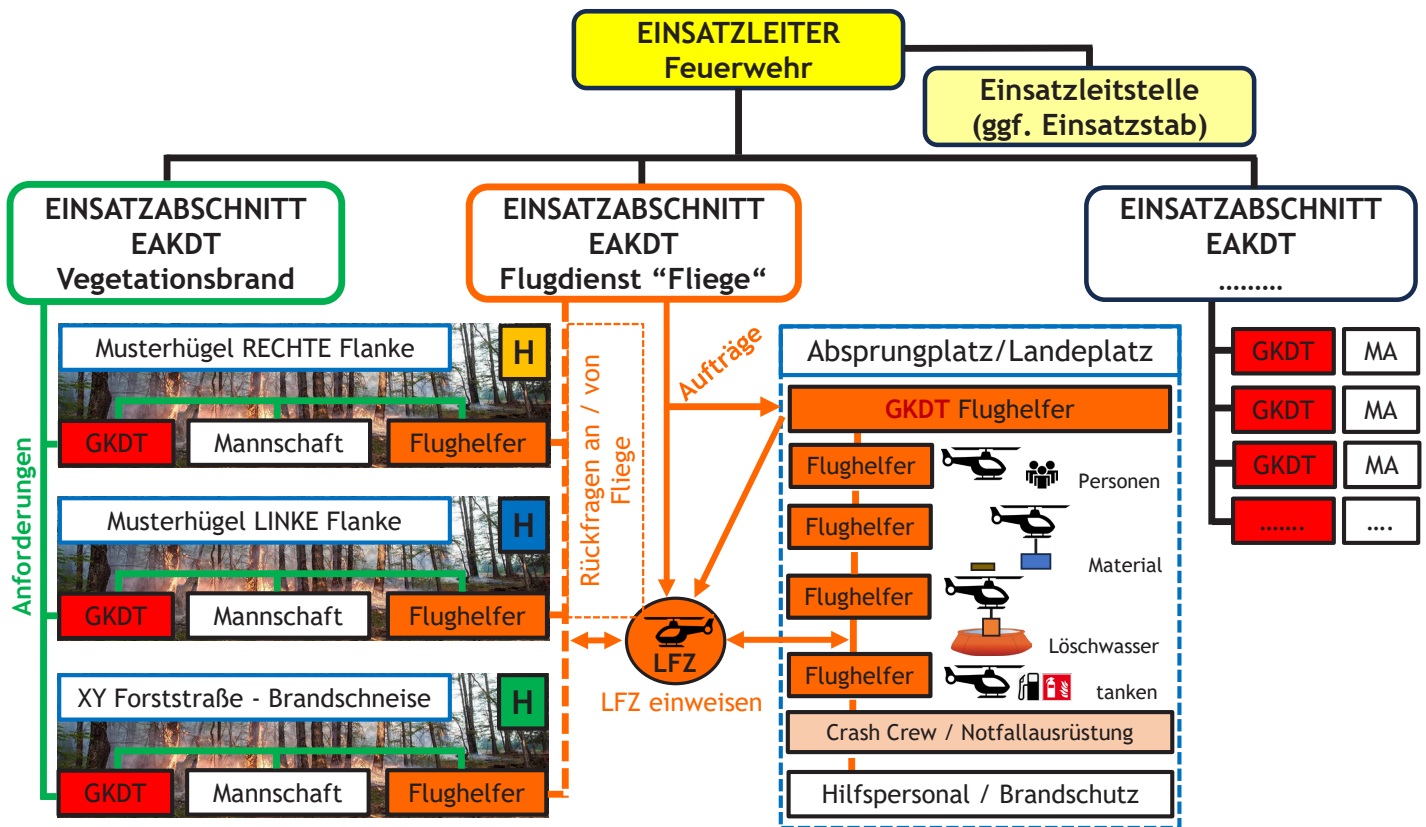 EINSATZLEITER
Feuerwehr
Einsatzleitstelle
(ggf. Einsatzstab)
EINSATZABSCHNITT
EAKDT
Vegetationsbrand
EINSATZABSCHNITT
EAKDT
Flugdienst “Fliege“
EINSATZABSCHNITT
EAKDT
.........
Anforderungen
Musterhügel RECHTE Flanke
H
GKDT
Mannschaft
Flughelfer
Musterhügel LINKE Flanke
H
GKDT
Mannschaft
Flughelfer
XY Forststraße - Brandschneise
H
GKDT
Mannschaft
Flughelfer
Rückfragen an / von
Fliege
Aufträge
LFZ
LFZ einweisen
Absprungplatz/Landeplatz
GKDT Flughelfer
Flughelfer
Personen
Flughelfer
Material
Flughelfer
Löschwasser
Flughelfer
tanken
Crash Crew / Notfallausrüstung
Hilfspersonal / Brandschutz
GKDT
MA
GKDT
MA
GKDT
MA
.......
....